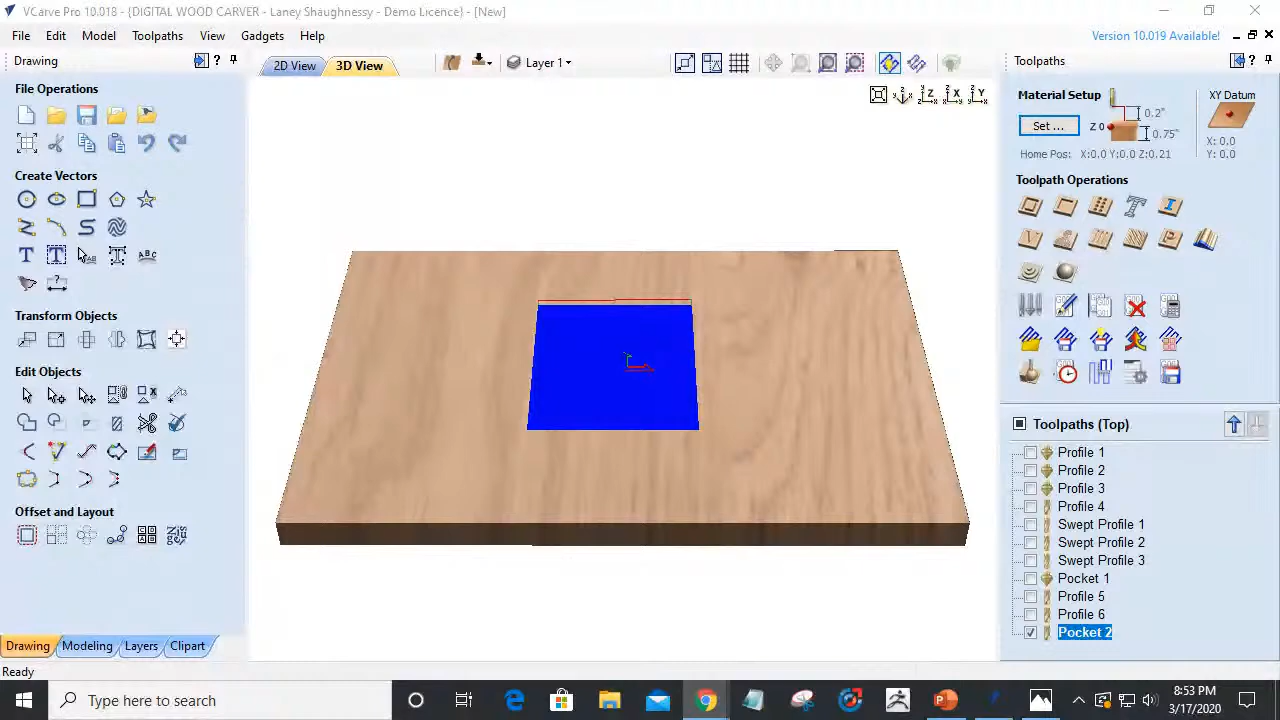 VCarve Pro 10.018 - {DIGITAL WOOD CARVER - Laney Shaughnessy - Demo Licence} - [New]
File Edit Model Toolpaths View Gadgets Help
Version 10.019 Available!
Drawing
2D View 3D View
Layer 1
Toolpaths
File Operations
Create Vectors
Transform Objects
Edit Objects
Offset and Layout
Drawing Modeling Layers Clipart
Ready
Z
X
Y
Material Setup
Set ...
Z 0
0.2"
0.75"
XY Datum
X: 0.0
Y: 0.0
Home Pos: X:0.0 Y:0.0 Z:0.21
Toolpath Operations
Toolpaths (Top)
Profile 1
Profile 2
Profile 3
Profile 4
Swept Profile 1
Swept Profile 2
Swept Profile 3
Pocket 1
Profile 5
Profile 6
Pocket 2
Type here to search
8:53 PM
3/17/2020